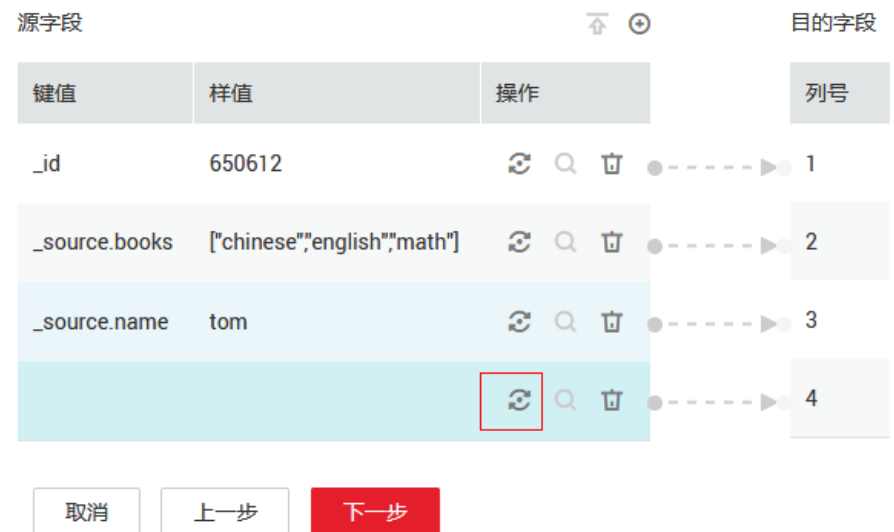 源字段 目的字段
键值 样值 操作 列号
_id 650612 1
_source.books ["chinese","english","math"] 2
_source.name tom 3
4
取消 上一步 下一步